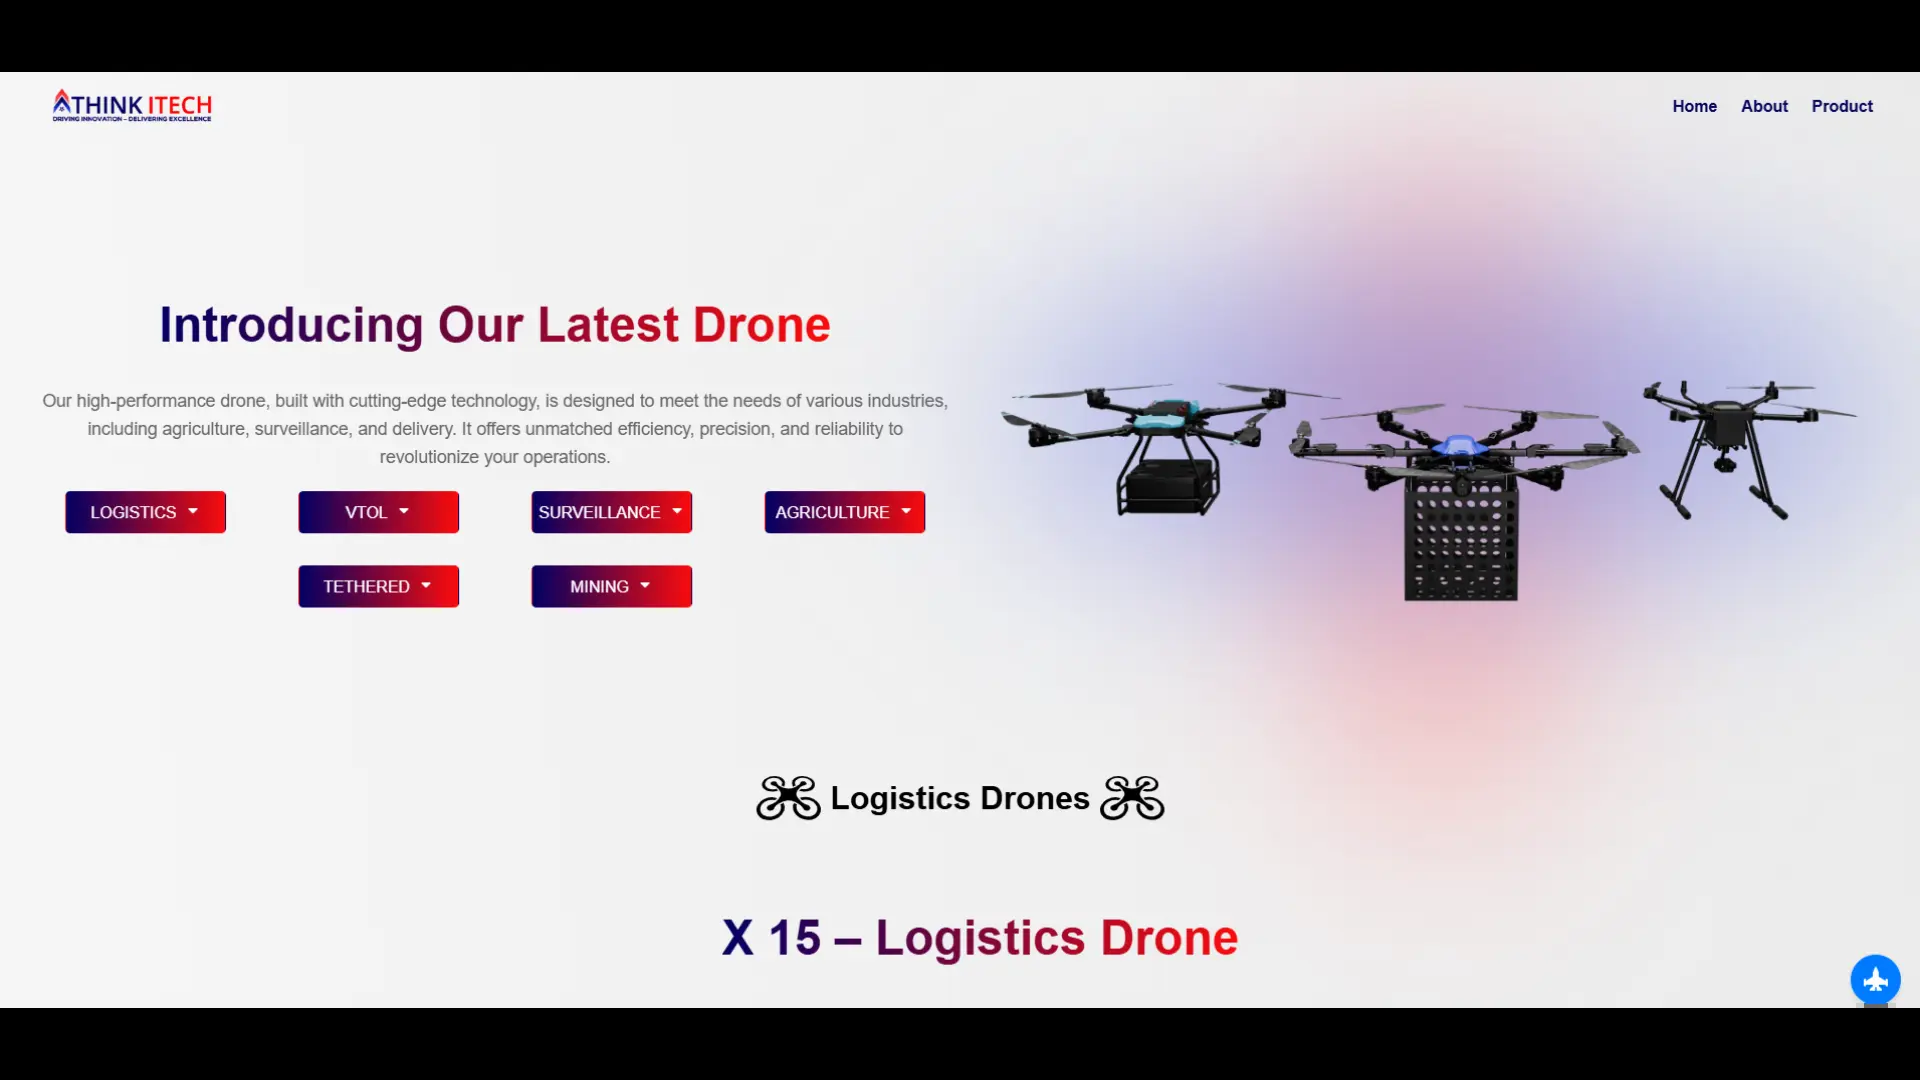 THINK ITECH
DRIVING INNOVATION – DELIVERING EXCELLENCE
Home About Product
Introducing Our Latest Drone
Our high-performance drone, built with cutting-edge technology, is designed to meet the needs of various industries,
including agriculture, surveillance, and delivery. It offers unmatched efficiency, precision, and reliability to
revolutionize your operations.
LOGISTICS VTOL SURVEILLANCE AGRICULTURE
TETHERED MINING
Logistics Drones
X 15 – Logistics Drone